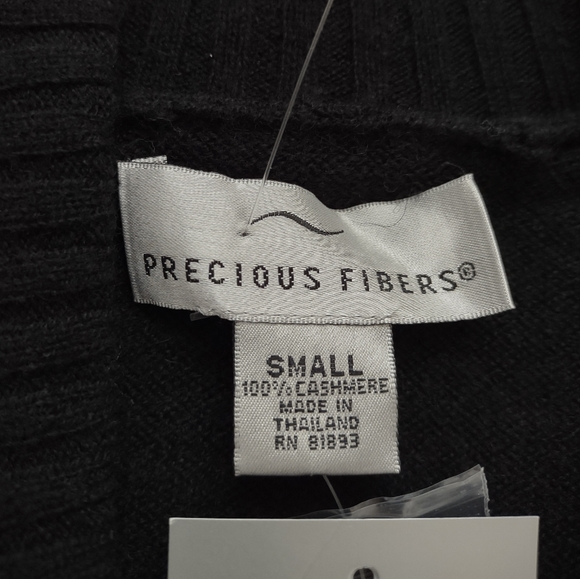 PRECIOUS FIBERS®
SMALL
100% CASHMERE
MADE IN
THAILAND
RN 81893